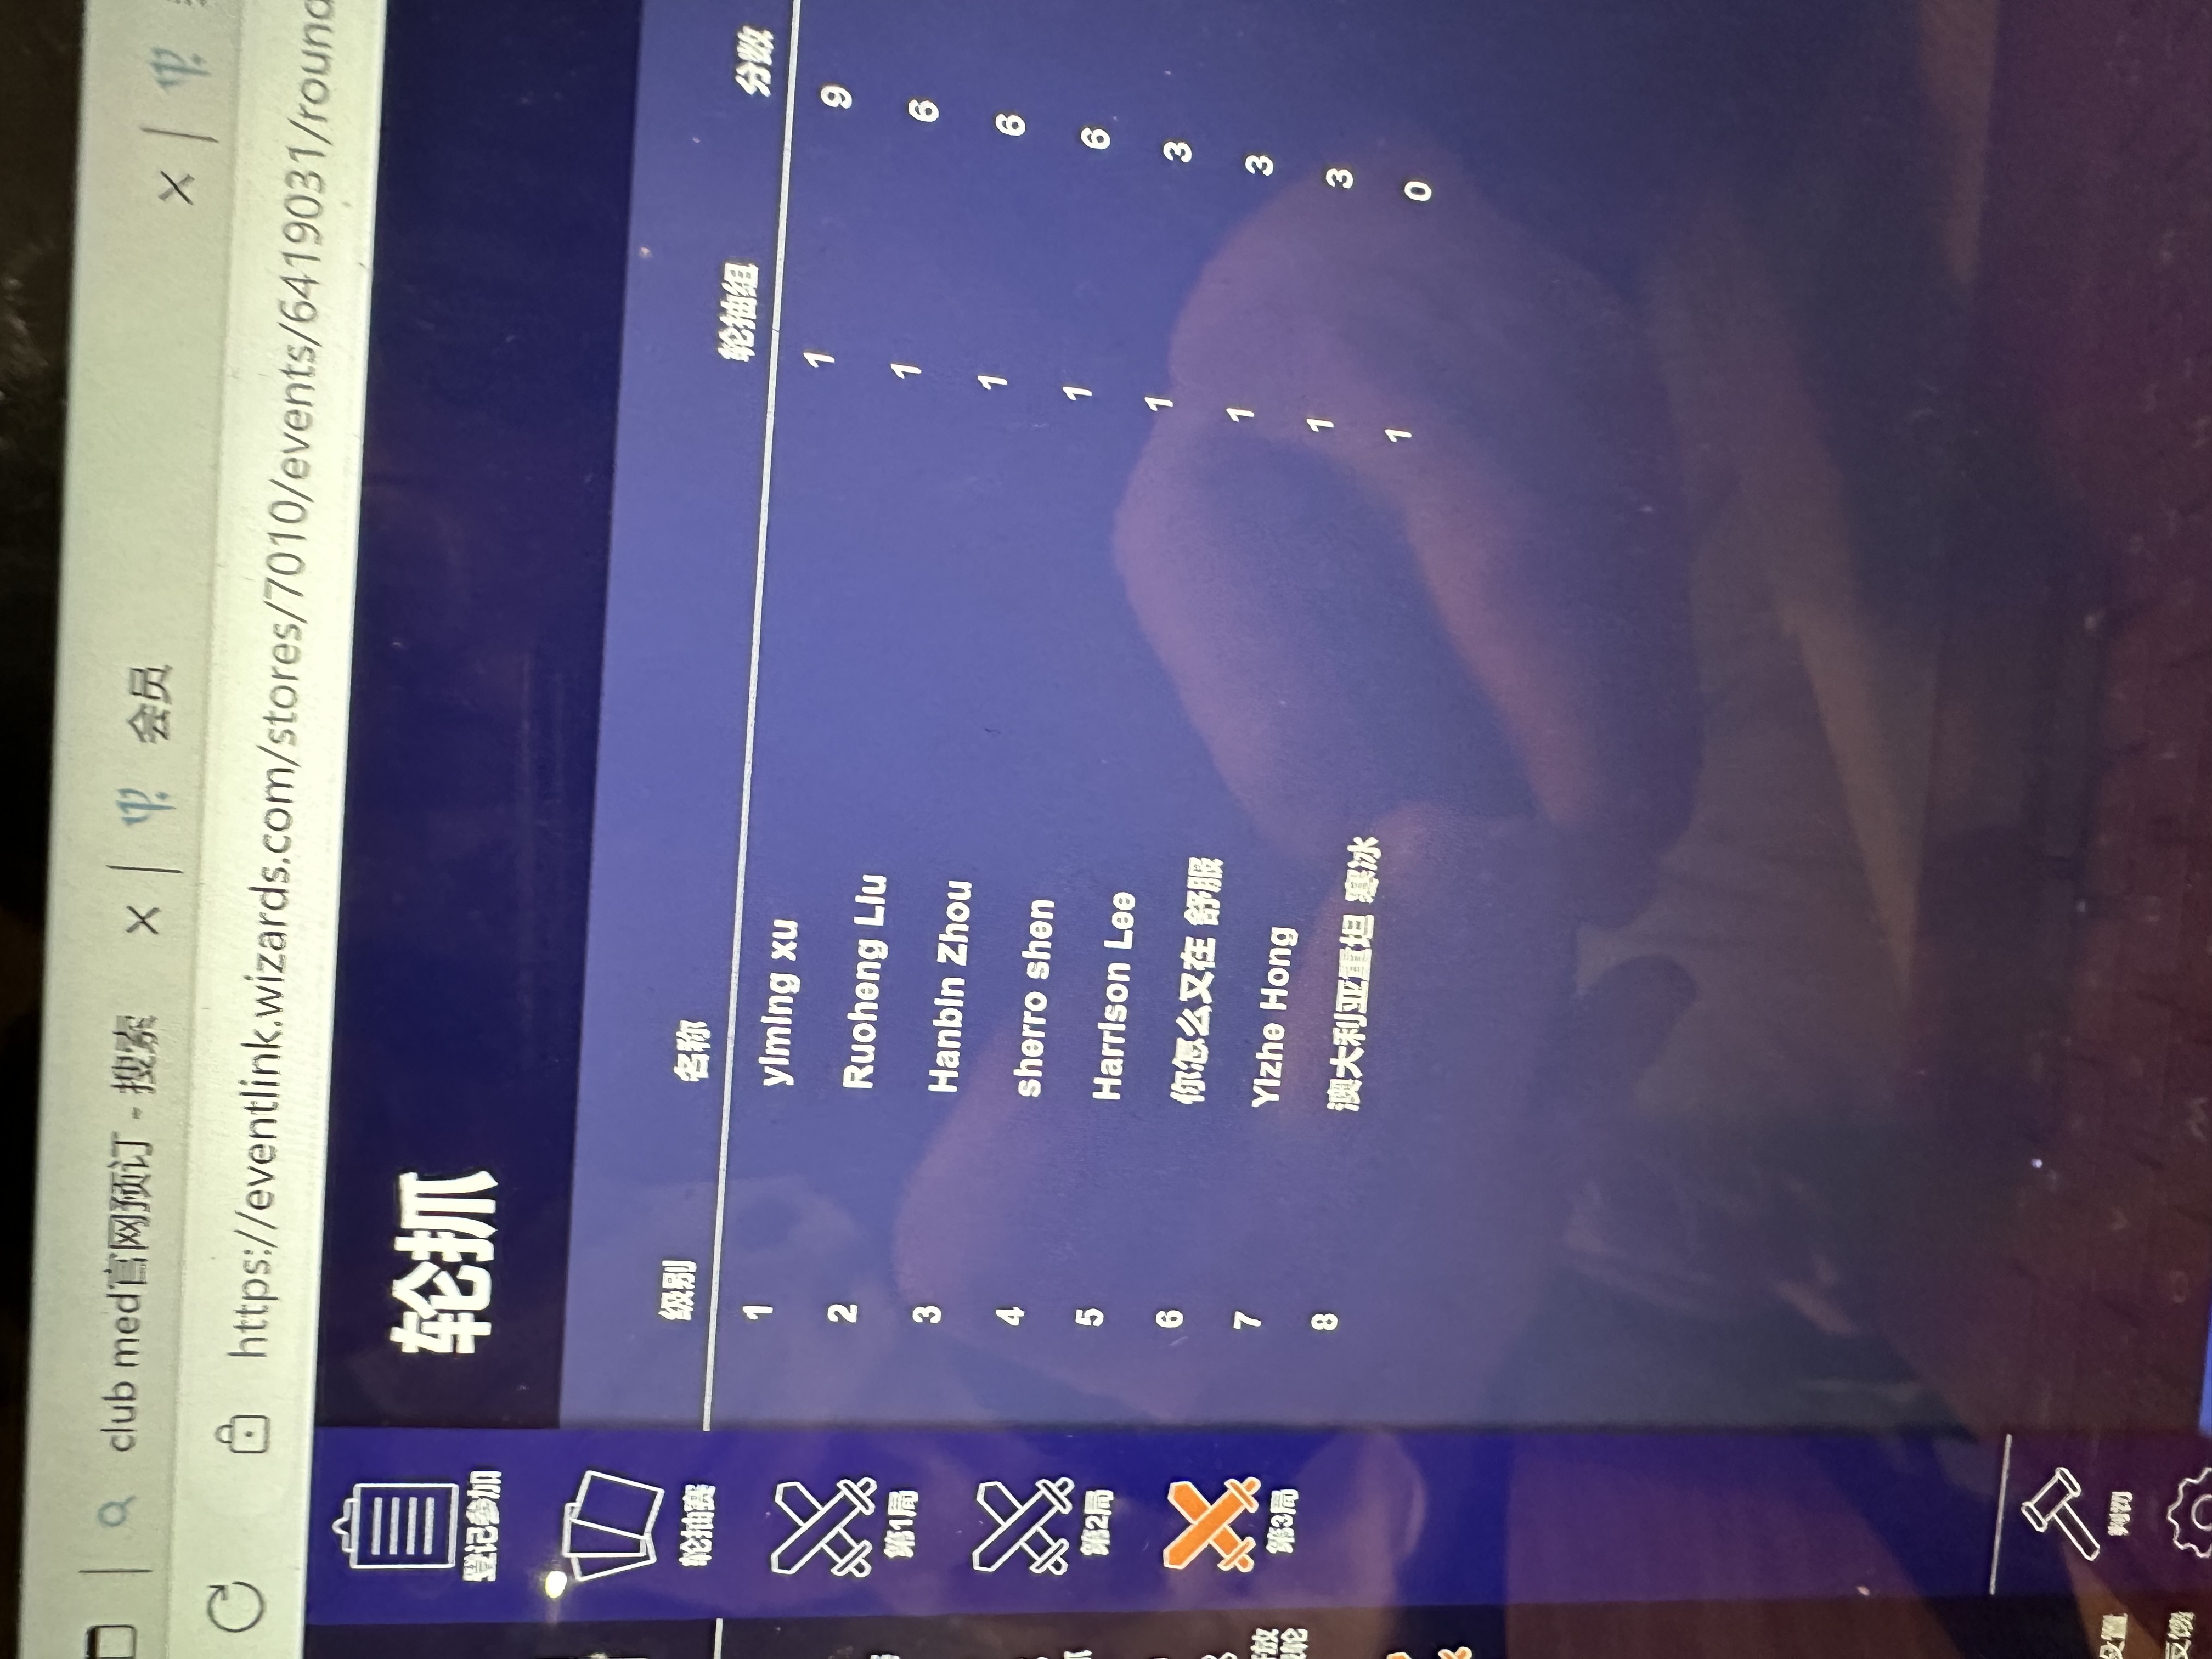 club med官网预订 - 搜索
会员
https://eventlink.wizards.com/stores/7010/events/6419031/round
登记参加
轮抽赛
第1局
第2局
第3局
判罚
轮抓
级别 名称 轮抽组 分数
1 yiming xu 1 9
2 Ruoheng Liu 1 6
3 Hanbin Zhou 1 6
4 sherro shen 1 6
5 Harrison Lee 1 3
6 你怎么又在 舒服 1 3
7 Yizhe Hong 1 3
8 澳大利亚重坦 寒冰 1 0
反馈